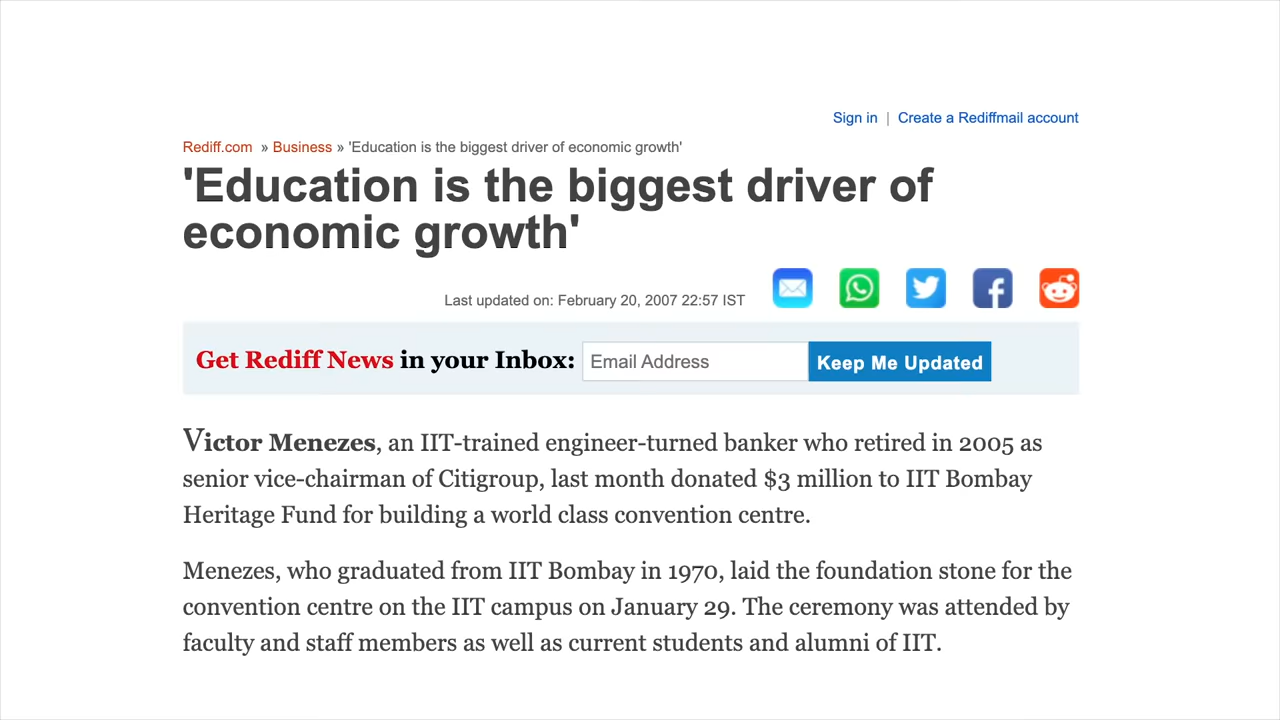 Sign in | Create a Rediffmail account
Rediff.com » Business » 'Education is the biggest driver of economic growth'
'Education is the biggest driver of
economic growth'
Last updated on: February 20, 2007 22:57 IST
Get Rediff News in your Inbox: Email Address Keep Me Updated
Victor Menezes, an IIT-trained engineer-turned banker who retired in 2005 as
senior vice-chairman of Citigroup, last month donated $3 million to IIT Bombay
Heritage Fund for building a world class convention centre.
Menezes, who graduated from IIT Bombay in 1970, laid the foundation stone for the
convention centre on the IIT campus on January 29. The ceremony was attended by
faculty and staff members as well as current students and alumni of IIT.